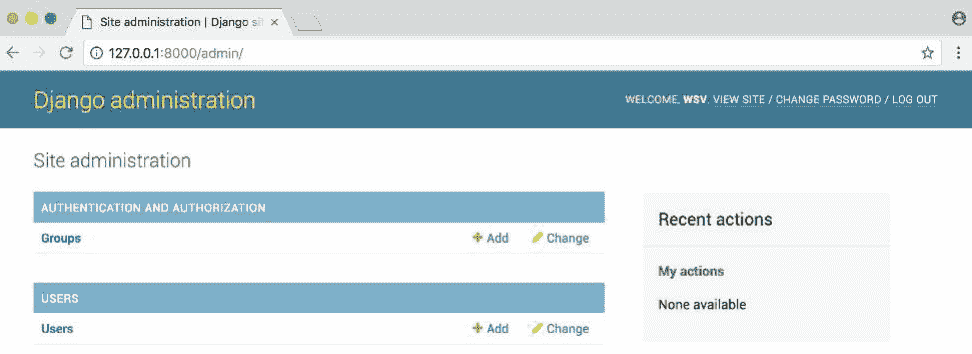 Site administration | Django si
127.0.0.1:8000/admin/
Django administration
WELCOME, WSV. VIEW SITE / CHANGE PASSWORD / LOG OUT
Site administration
AUTHENTICATION AND AUTHORIZATION
Groups Add Change
USERS
Users Add Change
Recent actions
My actions
None available